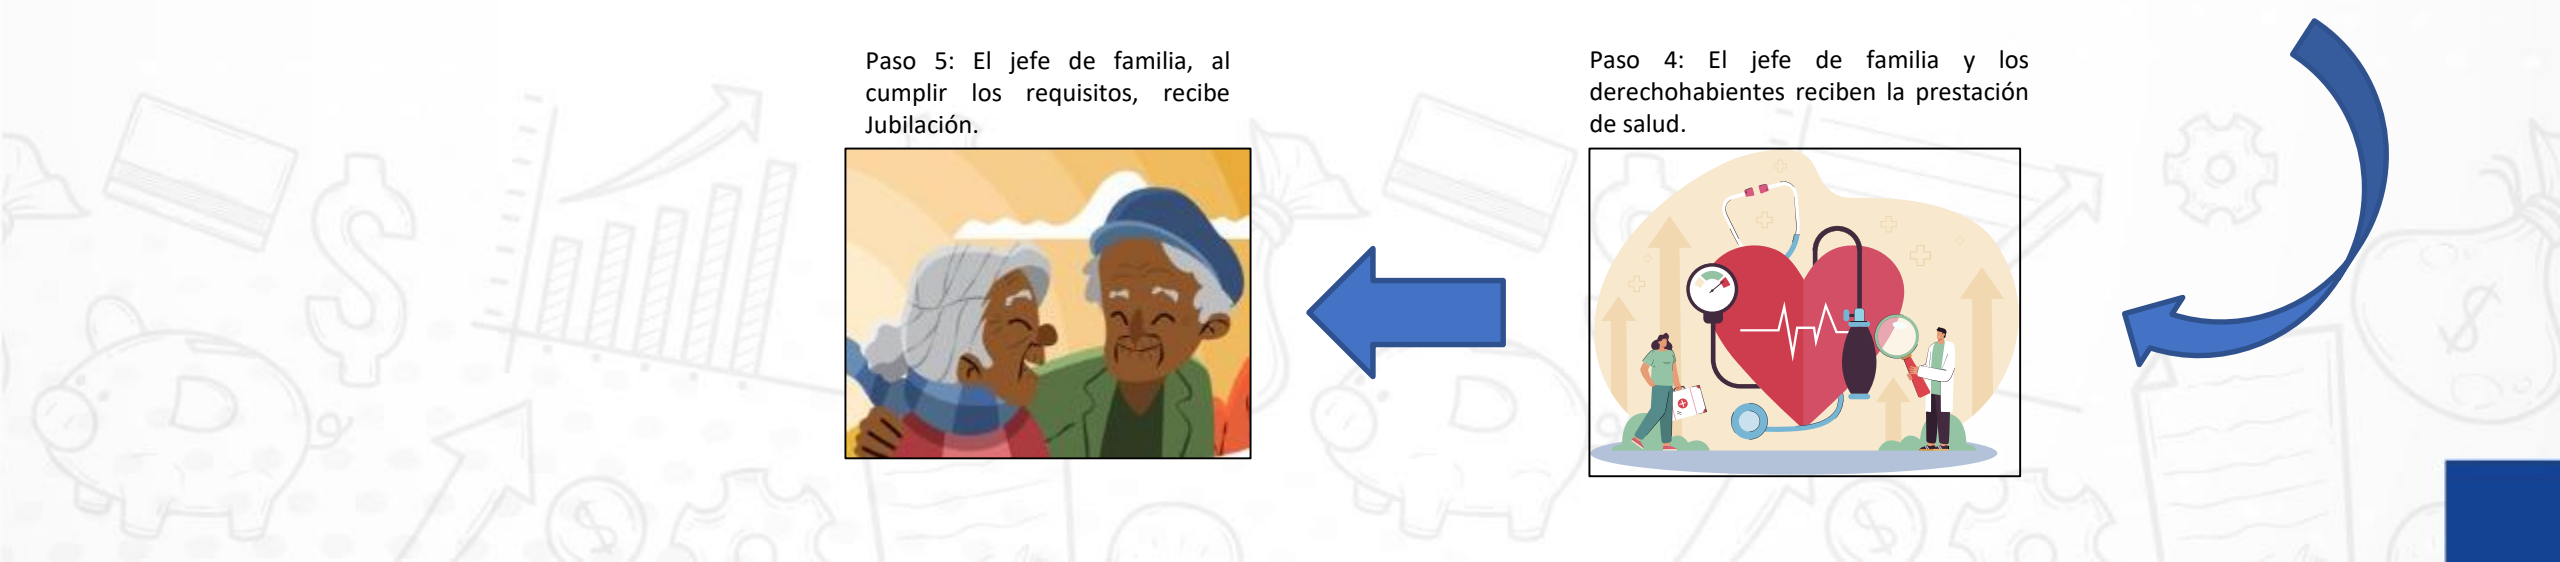 Paso 5: El jefe de familia, al
cumplir los requisitos, recibe
Jubilación.
Paso 4: El jefe de familia y los
derechohabientes reciben la prestación
de salud.